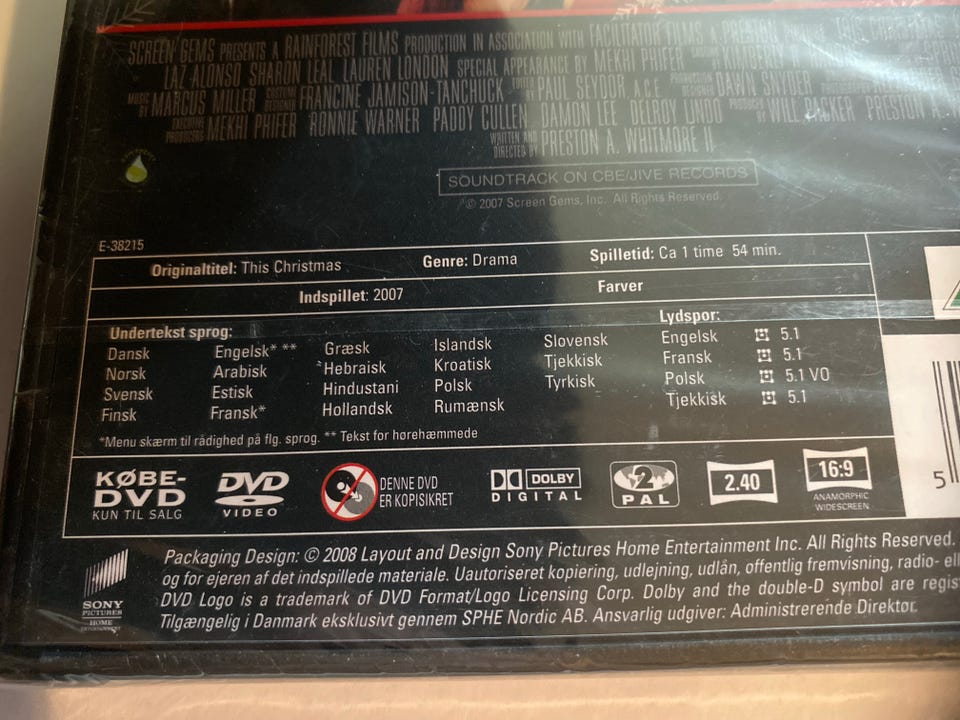 SCREEN GEMS PRESENTS A RAINFOREST FILMS PRODUCTION IN ASSOCIATION WITH FACILITATOR FILMS A
LAZ ALONSO SHARON LEAL LAUREN LONDON SPECIAL APPEARANCE BY MEKHI PHIFER
MUSIC BY MARCUS MILLER COSTUME DESIGNER FRANCINE JAMISON-TANCHUCK PAUL SEYDOR, A.C.E. PRODUCTION DESIGNER DAWN SNYDER
EXECUTIVE PRODUCERS MEKHI PHIFER RONNIE WARNER PADDY CULLEN DAMON LEE DELROY LINDO PRODUCED BY WILL PACKER PRESTON A.
WRITTEN AND DIRECTED BY PRESTON A. WHITMORE II
SOUNDTRACK ON CBE/JIVE RECORDS
© 2007 Screen Gems, Inc. All Rights Reserved.
E-38215
Originaltitel: This Christmas Genre: Drama Spilletid: Ca 1 time 54 min.
Indspillet: 2007 Farver
Undertekst sprog: Lydspor:
Dansk Engelsk* ** Græsk Islandsk Slovensk Engelsk 5.1
Norsk Arabisk Hebraisk Kroatisk Tjekkisk Fransk 5.1
Svensk Estisk Hindustani Polsk Tyrkisk Polsk 5.1 VO
Finsk Fransk* Hollandsk Rumænsk Tjekkisk 5.1
*Menu skærm til rådighed på flg. sprog. ** Tekst for hørehæmmede
KØBE-
DVD
KUN TIL SALG
DVD
VIDEO
DENNE DVD
ER KOPISIKRET
DOLBY
DIGITAL
2
PAL
2.40
16:9
ANAMORPHIC
WIDESCREEN
5
SONY
PICTURES
HOME
ENTERTAINMENT
Packaging Design: © 2008 Layout and Design Sony Pictures Home Entertainment Inc. All Rights Reserved.
og for ejeren af det indspillede materiale. Uautoriseret kopiering, udlejning, udlån, offentlig fremvisning, radio- ell
DVD Logo is a trademark of DVD Format/Logo Licensing Corp. Dolby and the double-D symbol are regis
Tilgængelig i Danmark eksklusivt gennem SPHE Nordic AB. Ansvarlig udgiver: Administrerende Direktør.